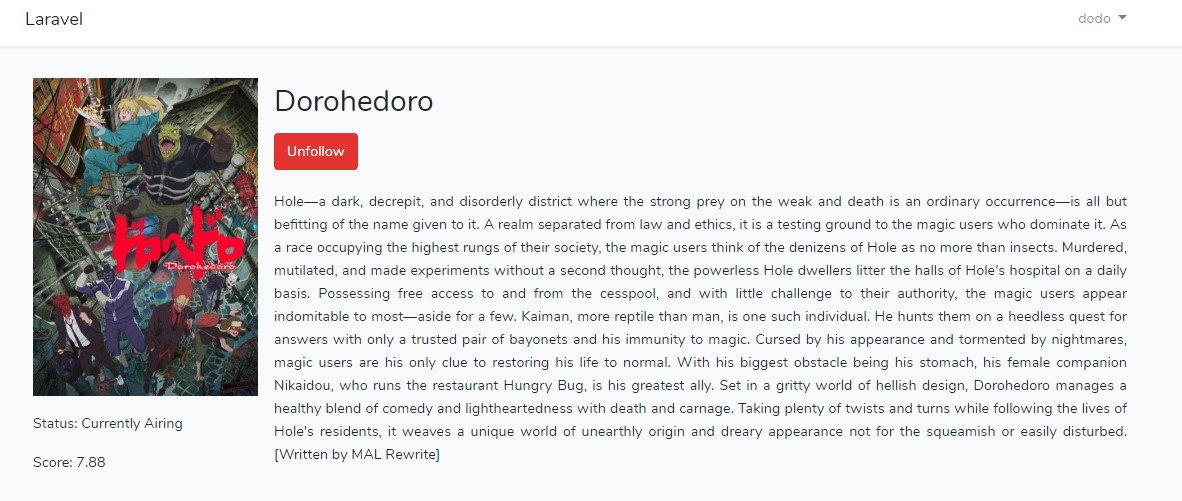 Laravel
dodo
Dorohedoro
Unfollow
ドロヘドロ
Dorohedoro
Hole—a dark, decrepit, and disorderly district where the strong prey on the weak and death is an ordinary occurrence—is all but
befitting of the name given to it. A realm separated from law and ethics, it is a testing ground to the magic users who dominate it. As
a race occupying the highest rungs of their society, the magic users think of the denizens of Hole as no more than insects. Murdered,
mutilated, and made experiments without a second thought, the powerless Hole dwellers litter the halls of Hole's hospital on a daily
basis. Possessing free access to and from the cesspool, and with little challenge to their authority, the magic users appear
indomitable to most—aside for a few. Kaiman, more reptile than man, is one such individual. He hunts them on a heedless quest for
answers with only a trusted pair of bayonets and his immunity to magic. Cursed by his appearance and tormented by nightmares,
magic users are his only clue to restoring his life to normal. With his biggest obstacle being his stomach, his female companion
Nikaidou, who runs the restaurant Hungry Bug, is his greatest ally. Set in a gritty world of hellish design, Dorohedoro manages a
healthy blend of comedy and lightheartedness with death and carnage. Taking plenty of twists and turns while following the lives of
Hole's residents, it weaves a unique world of unearthly origin and dreary appearance not for the squeamish or easily disturbed.
[Written by MAL Rewrite]
Status: Currently Airing
Score: 7.88